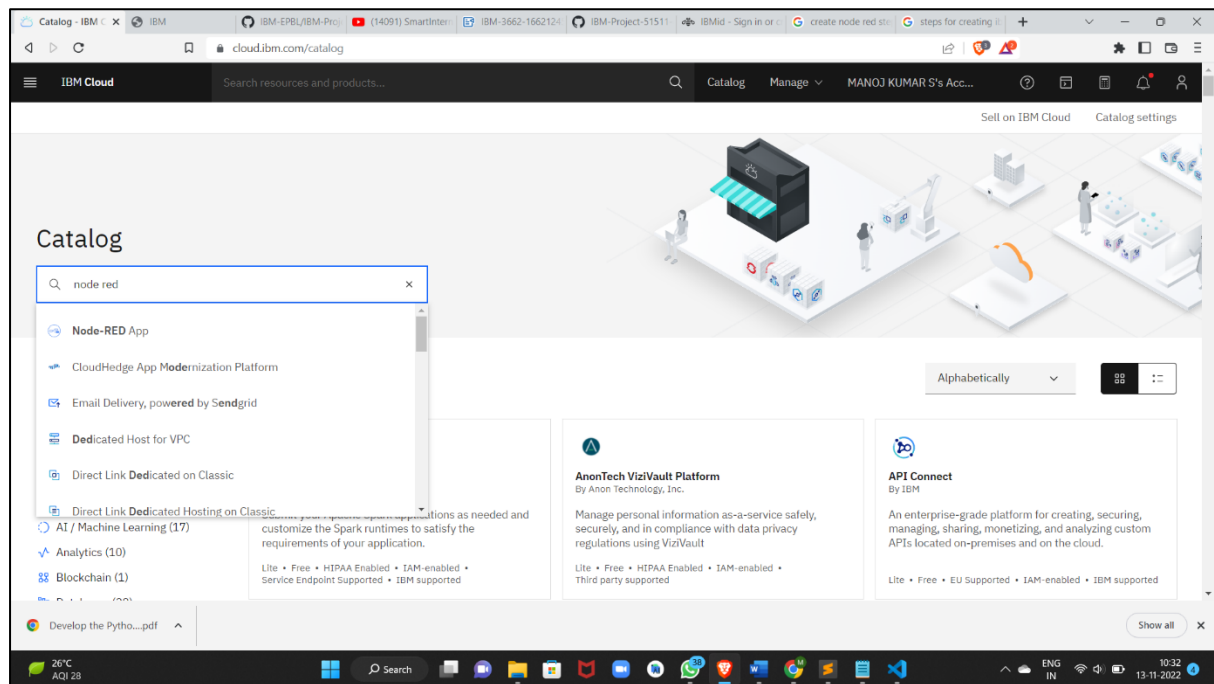 Catalog - IBM C
IBM
IBM-EPBL/IBM-Proj
(14091) SmartIntern
IBM-3662-1662124
IBM-Project-51511
IBMid - Sign in or c
create node red ste
steps for creating
cloud.ibm.com/catalog
IBM Cloud
Search resources and products...
Catalog
Manage
MANOJ KUMAR S's Acc...
Sell on IBM Cloud
Catalog settings
Catalog
node red
Node-RED App
CloudHedge App Modernization Platform
Email Delivery, powered by Sendgrid
Dedicated Host for VPC
Direct Link Dedicated on Classic
Direct Link Dedicated Hosting on Classic
Alphabetically
AI / Machine Learning (17)
Analytics (10)
Blockchain (1)
applications as needed and
customize the Spark runtimes to satisfy the
requirements of your application.
Lite • Free • HIPAA Enabled • IAM-enabled •
Service Endpoint Supported • IBM supported
AnonTech ViziVault Platform
By Anon Technology, Inc.
Manage personal information as-a-service safely,
securely, and in compliance with data privacy
regulations using ViziVault
Lite • Free • HIPAA Enabled • IAM-enabled •
Third party supported
API Connect
By IBM
An enterprise-grade platform for creating, securing,
managing, sharing, monetizing, and analyzing custom
APIs located on-premises and on the cloud.
Lite • Free • EU Supported • IAM-enabled • IBM supported
Develop the Pytho....pdf
Show all
26°C
AQI 28
Search
38
ENG
IN
10:32
13-11-2022
4